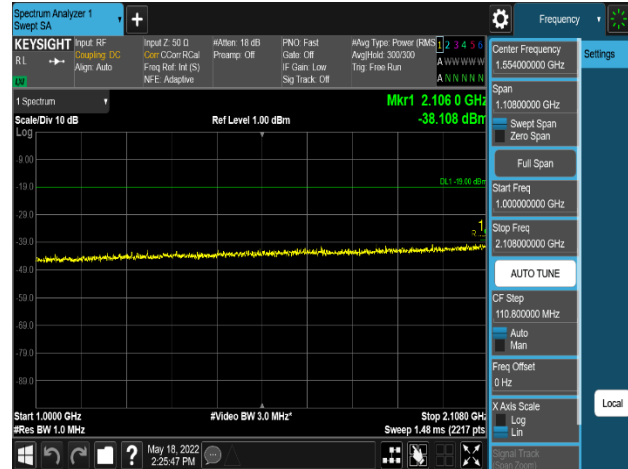 Spectrum Analyzer 1
Swept SA
Frequency
KEYSIGHT
Input: RF
Input Z: 50 Ω
#Atten: 18 dB
PNO: Fast
#Avg Type: Power (RMS
1 2 3 4 5 6
RL
Coupling: DC
Corr CCorr RCal
Preamp: Off
Gate: Off
Avg|Hold: 300/300
A W W W W W
Align: Auto
Freq Ref: Int (S)
IF Gain: Low
Trig: Free Run
NFE: Adaptive
Sig Track: Off
A N N N N N
LXI
1 Spectrum
Mkr1 2.106 0 GHz
Scale/Div 10 dB
Ref Level 1.00 dBm
-38.108 dBm
Log
-9.00
DL1 -19.00 dBm
-19.0
-29.0
1
-39.0
-49.0
-59.0
-69.0
-79.0
-89.0
Start 1.0000 GHz
#Video BW 3.0 MHz*
Stop 2.1080 GHz
#Res BW 1.0 MHz
Sweep 1.48 ms (2217 pts
?
May 18, 2022
2:25:47 PM
Center Frequency
1.554000000 GHz
Settings
Span
1.10800000 GHz
Swept Span
Zero Span
Full Span
Start Freq
1.000000000 GHz
Stop Freq
2.108000000 GHz
AUTO TUNE
CF Step
110.800000 MHz
Auto
Man
Freq Offset
0 Hz
X Axis Scale
Log
Lin
Local
Signal Track
(Span Zoom)